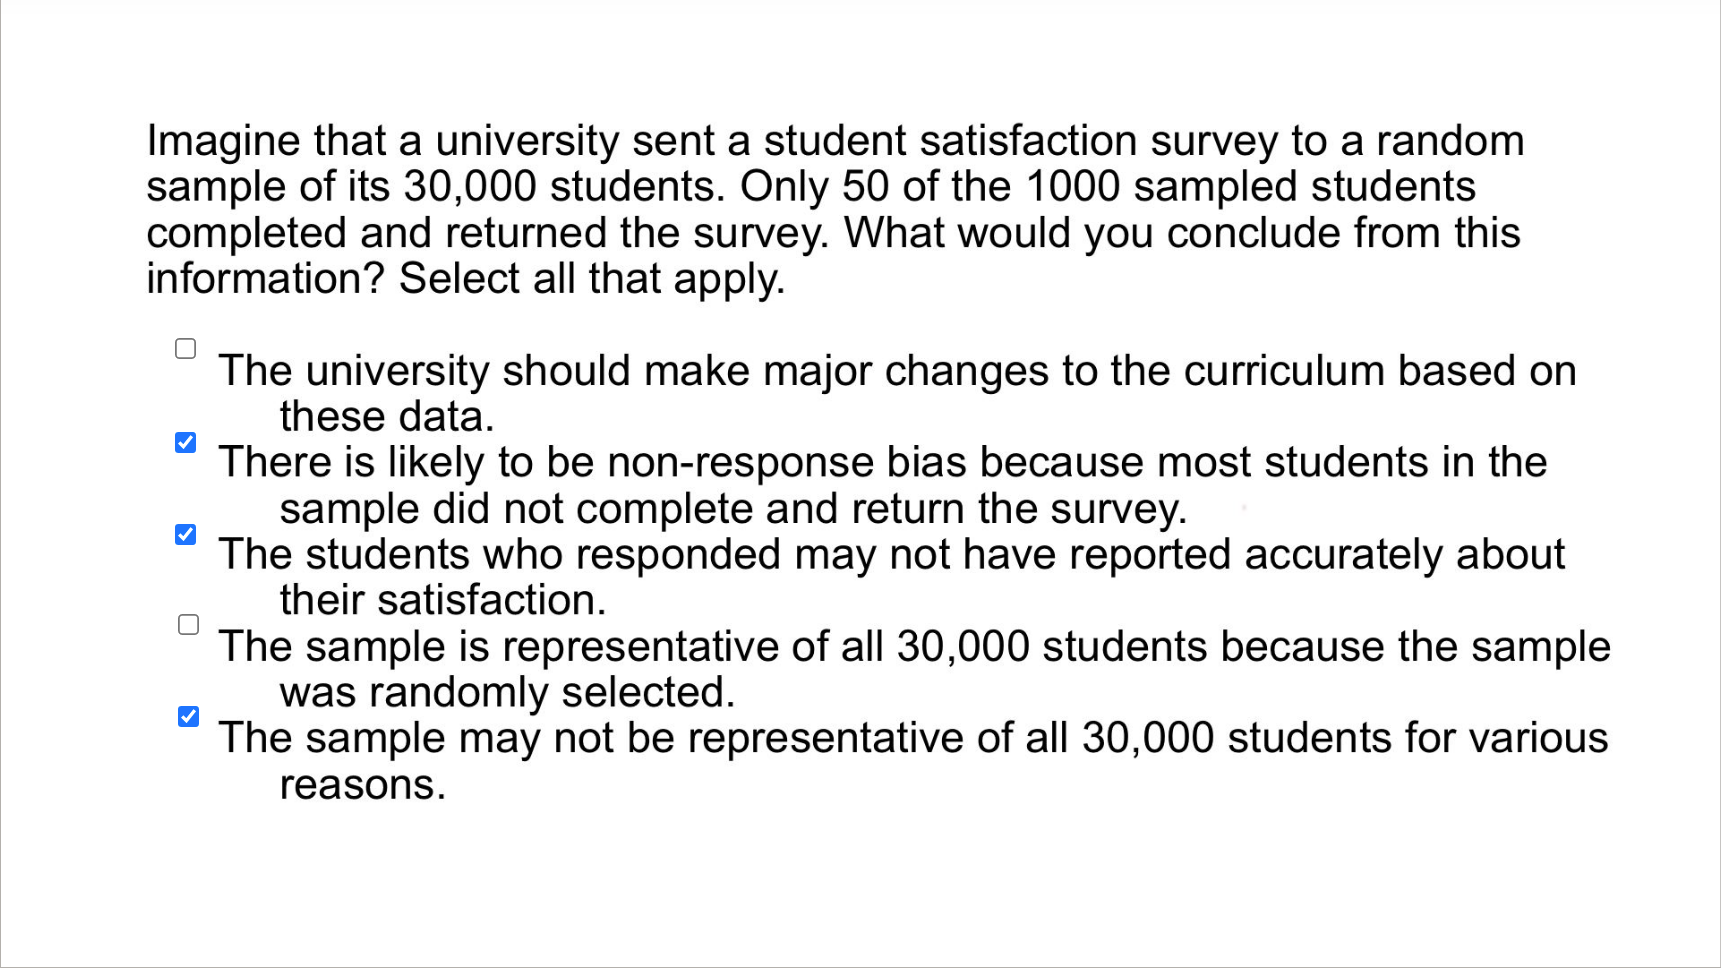 Imagine that a university sent a student satisfaction survey to a random
sample of its 30,000 students. Only 50 of the 1000 sampled students
completed and returned the survey. What would you conclude from this
information? Select all that apply.
The university should make major changes to the curriculum based on
these data.
There is likely to be non-response bias because most students in the
sample did not complete and return the survey.
The students who responded may not have reported accurately about
their satisfaction.
The sample is representative of all 30,000 students because the sample
was randomly selected.
The sample may not be representative of all 30,000 students for various
reasons.